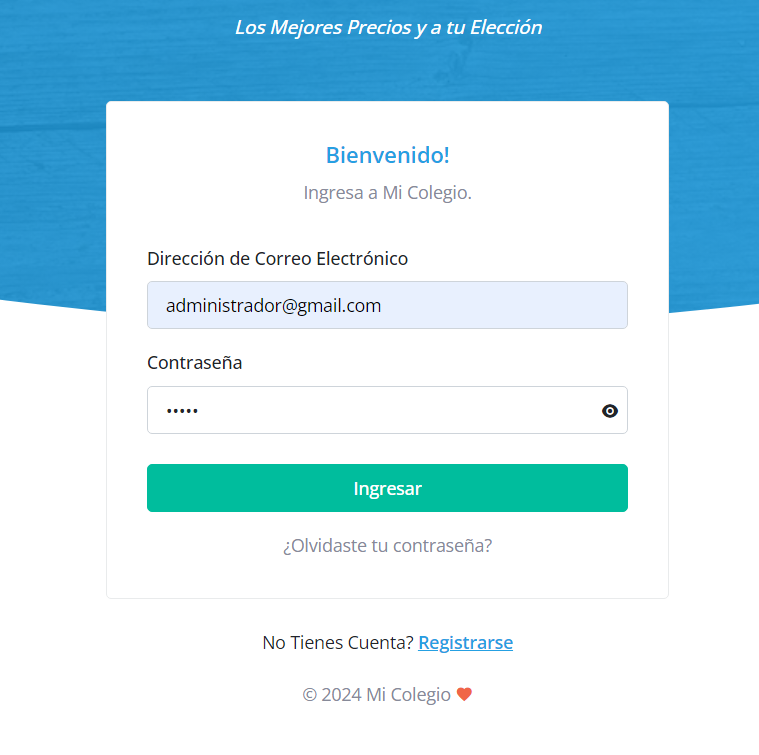 Los Mejores Precios y a tu Elección
Bienvenido!
Ingresa a Mi Colegio.
Dirección de Correo Electrónico
administrador@gmail.com
Contraseña
•••••
Ingresar
¿Olvidaste tu contraseña?
No Tienes Cuenta? Registrarse
© 2024 Mi Colegio ❤